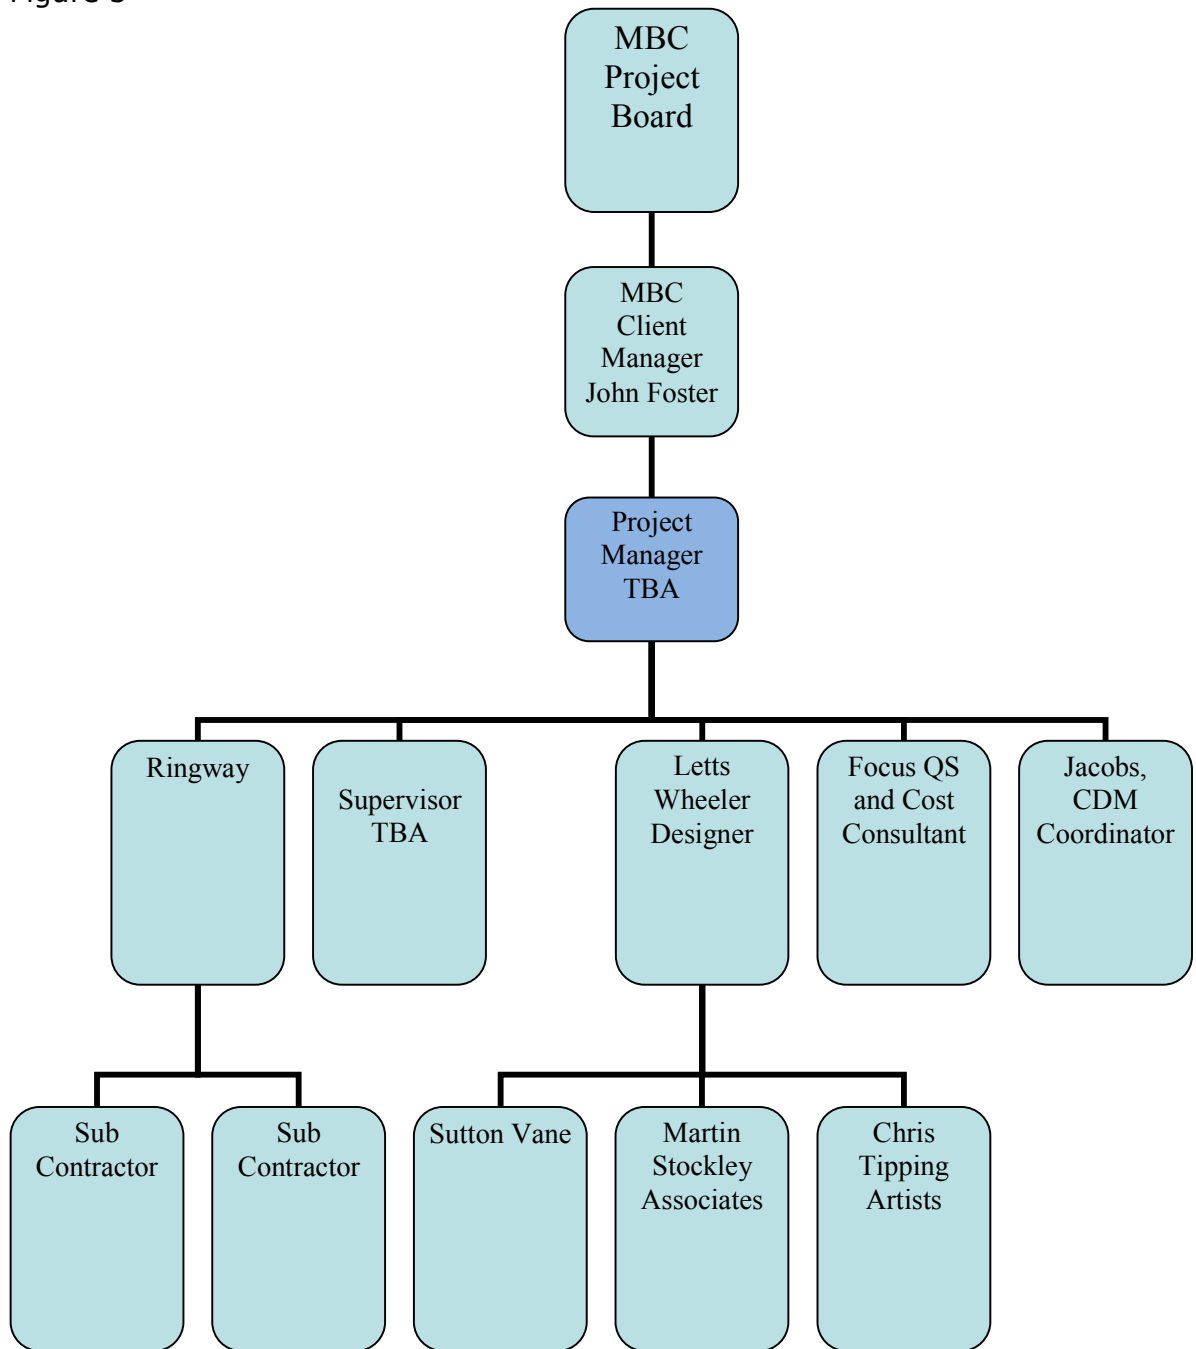 MBC
Project
Board
MBC
Client
Manager
John Foster
Project
Manager
TBA
Ringway
Supervisor
TBA
Letts
Wheeler
Designer
Focus QS
and Cost
Consultant
Jacobs,
CDM
Coordinator
Sub
Contractor
Sub
Contractor
Sutton Vane
Martin
Stockley
Associates
Chris
Tipping
Artists